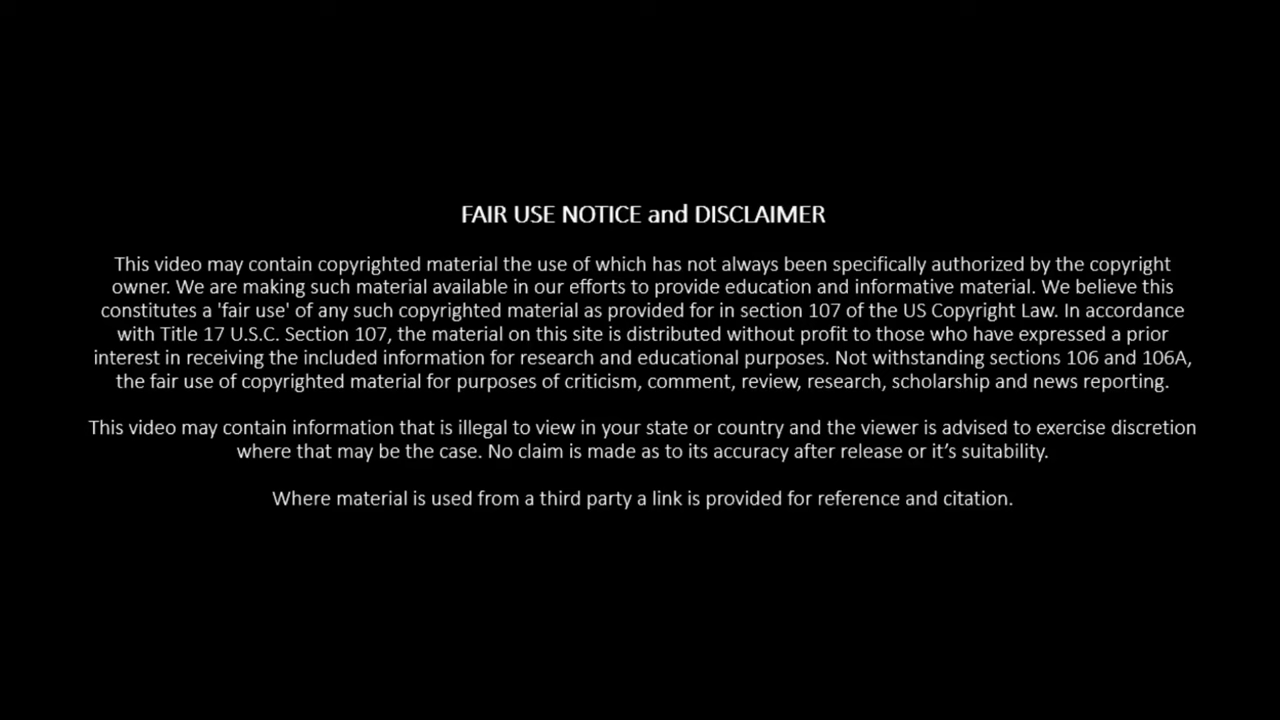 FAIR USE NOTICE and DISCLAIMER
This video may contain copyrighted material the use of which has not always been specifically authorized by the copyright
owner. We are making such material available in our efforts to provide education and informative material. We believe this
constitutes a 'fair use' of any such copyrighted material as provided for in section 107 of the US Copyright Law. In accordance
with Title 17 U.S.C. Section 107, the material on this site is distributed without profit to those who have expressed a prior
interest in receiving the included information for research and educational purposes. Not withstanding sections 106 and 106A,
the fair use of copyrighted material for purposes of criticism, comment, review, research, scholarship and news reporting.
This video may contain information that is illegal to view in your state or country and the viewer is advised to exercise discretion
where that may be the case. No claim is made as to its accuracy after release or it’s suitability.
Where material is used from a third party a link is provided for reference and citation.